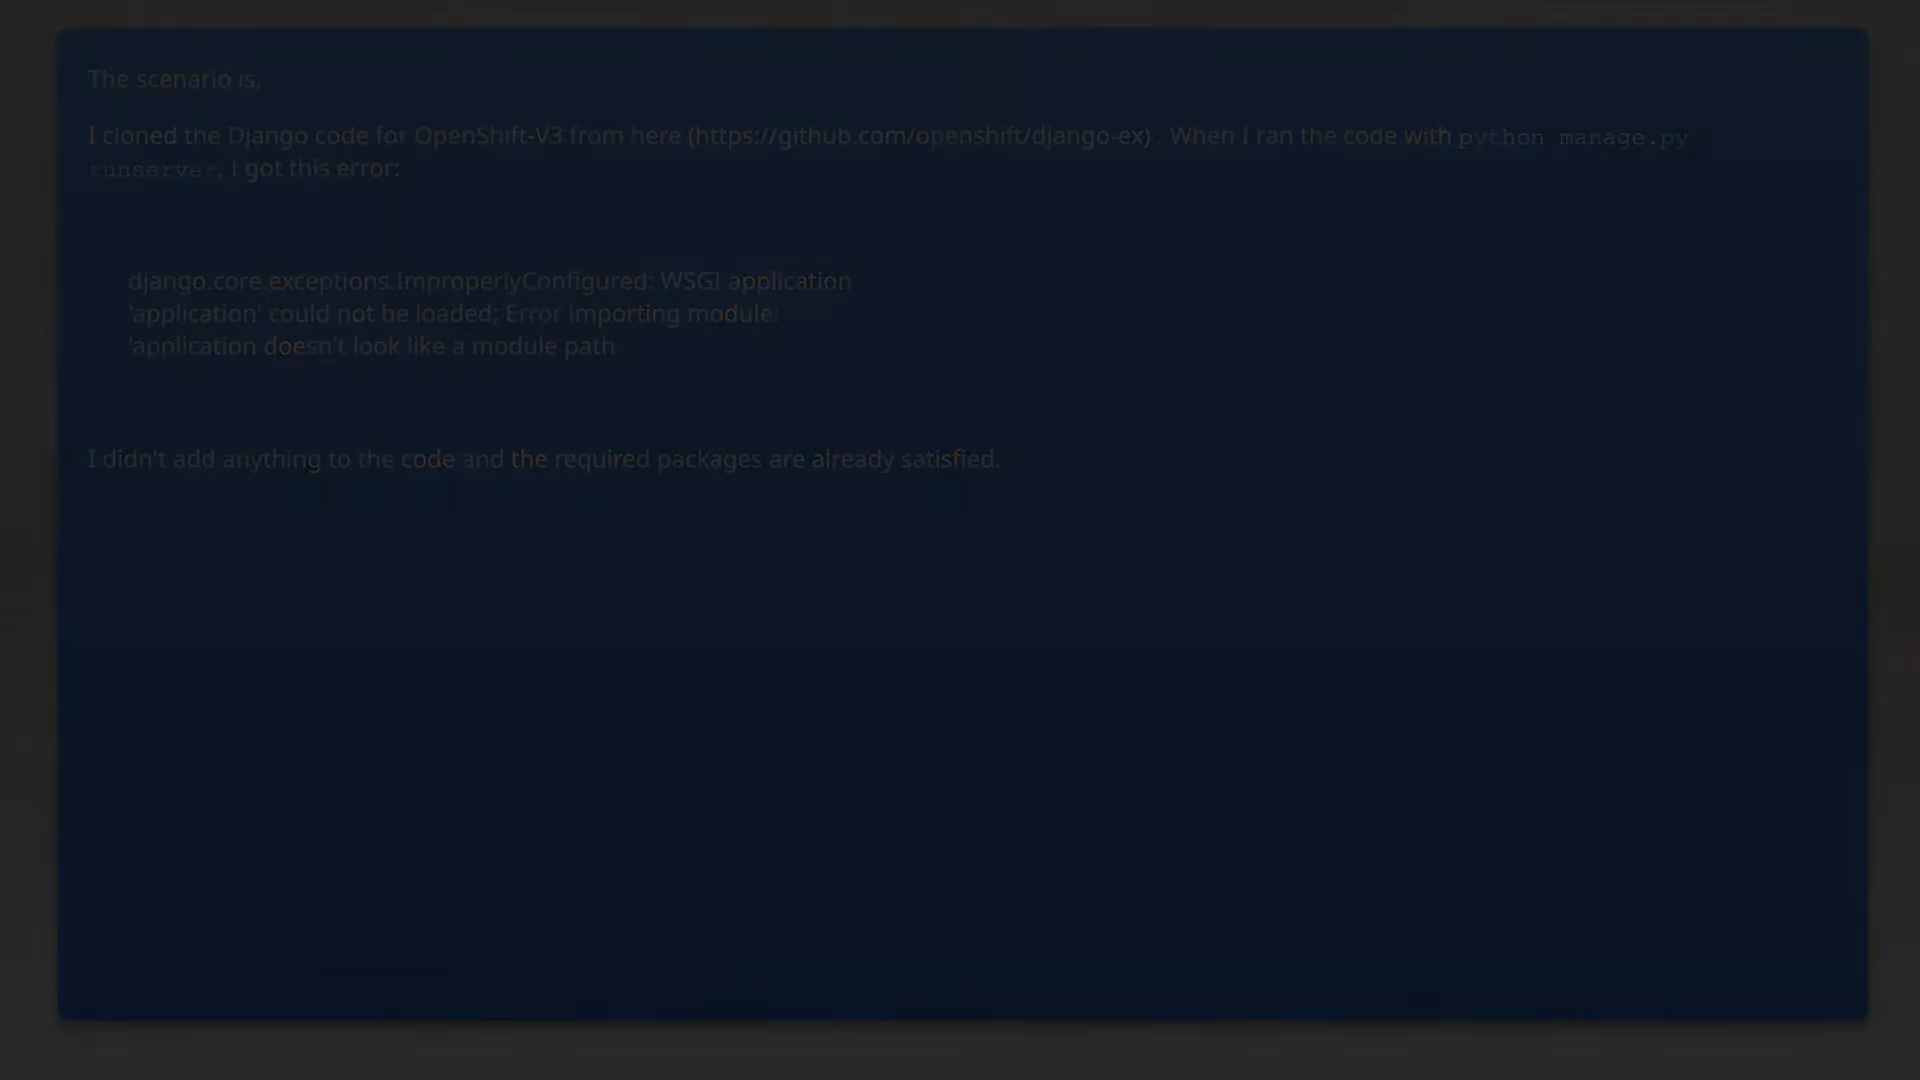 The scenario is,
I cloned the Django code for OpenShift-V3 from here (https://github.com/openshift/django-ex) . When I ran the code with python manage.py
runserver, I got this error:
django.core.exceptions.ImproperlyConfigured: WSGI application
'application' could not be loaded; Error importing module:
'application doesn't look like a module path
I didn't add anything to the code and the required packages are already satisfied.